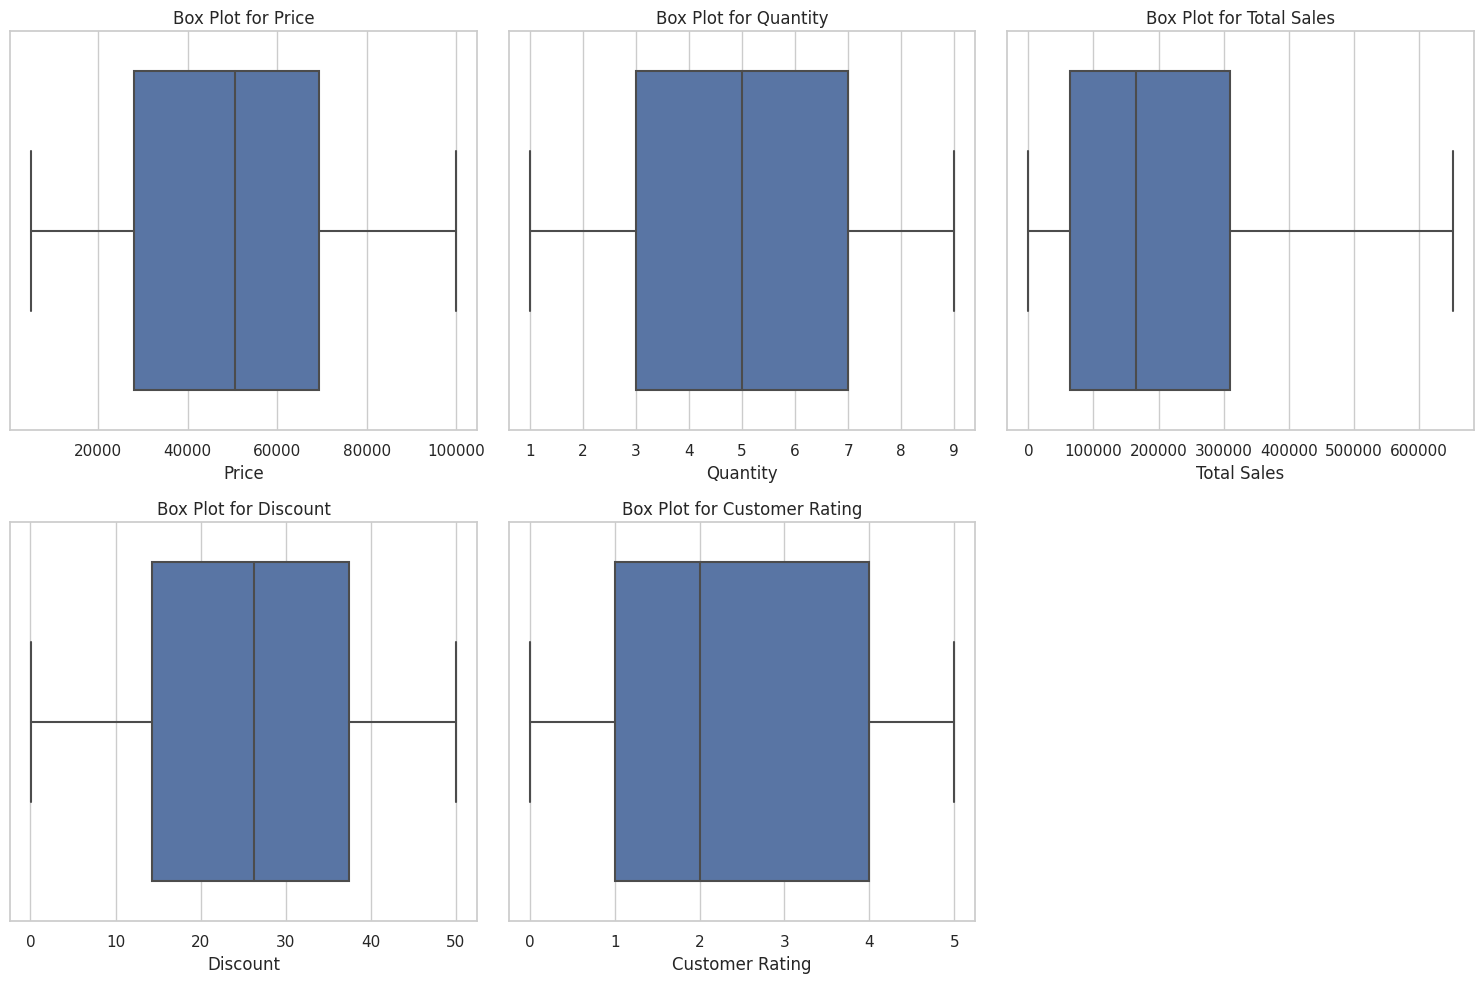 Box Plot for Price
20000 40000 60000 80000 100000
Price
Box Plot for Quantity
1 2 3 4 5 6 7 8 9
Quantity
Box Plot for Total Sales
0 100000 200000 300000 400000 500000 600000
Total Sales
Box Plot for Discount
0 10 20 30 40 50
Discount
Box Plot for Customer Rating
0 1 2 3 4 5
Customer Rating